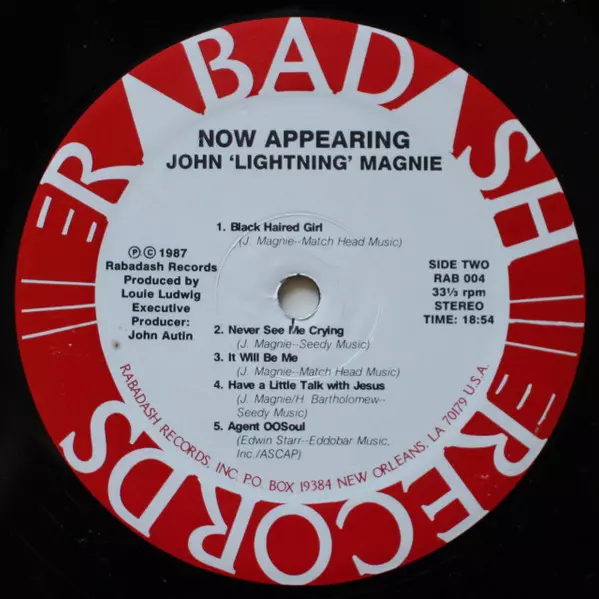 RABADASH RECORDS
NOW APPEARING
JOHN 'LIGHTNING' MAGNIE
1. Black Haired Girl
(J. Magnie--Match Head Music)
Ⓟ © 1987
Rabadash Records
Produced by
Louie Ludwig
Executive
Producer:
John Autin
SIDE TWO
RAB 004
33⅓ rpm
STEREO
TIME: 18:54
2. Never See Me Crying
(J. Magnie--Seedy Music)
3. It Will Be Me
(J. Magnie--Match Head Music)
4. Have a Little Talk with Jesus
(J. Magnie/H. Bartholomew--
Seedy Music)
5. Agent OOSoul
(Edwin Starr--Eddobar Music,
Inc./ASCAP)
RABADASH RECORDS, INC. P.O. BOX 19384 NEW ORLEANS, LA 70179 U.S.A.